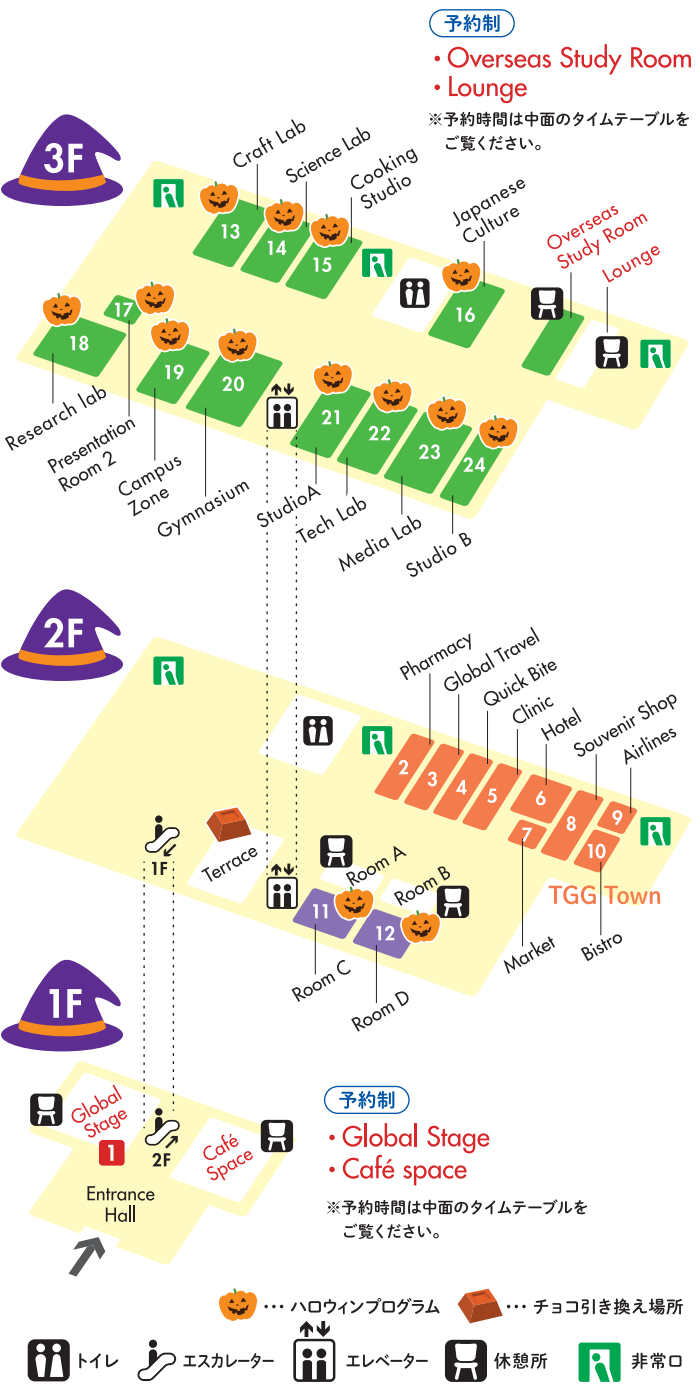 予約制
・Overseas Study Room
・Lounge
※予約時間は中面のタイムテーブルを
ご覧ください。
3F
Craft Lab
Science Lab
Cooking
Studio
Japanese
Culture
Overseas
Study Room
Lounge
13
14
15
16
17
18
19
20
21
22
23
24
Research lab
Presentation
Room 2
Campus
Zone
Gymnasium
StudioA
Tech Lab
Media Lab
Studio B
2F
Pharmacy
Global Travel
Quick Bite
Clinic
Hotel
Souvenir Shop
Airlines
2
3
4
5
6
7
8
9
10
1F
Terrace
Room A
Room B
11
12
TGG Town
Room C
Room D
Market
Bistro
1F
Global
Stage
1
2F
Café
Space
Entrance
Hall
予約制
・Global Stage
・Café space
※予約時間は中面のタイムテーブルを
ご覧ください。
…ハロウィンプログラム
…チョコ引き換え場所
トイレ
エスカレーター
エレベーター
休憩所
非常口